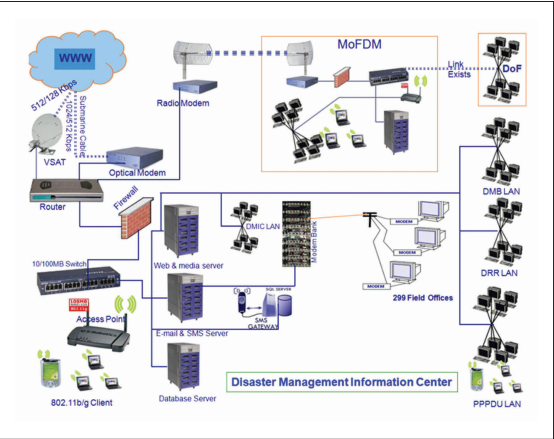 WWW
MoFDM
Link
Exists
DoF
512/128 Kbps
Submarine Cable
1024/512 Kbps
Radio Modem
VSAT
Optical Modem
Router
Firewall
DMB LAN
DMIC LAN
Modem Bank
MODEM
MODEM
MODEM
299 Field Offices
DRR LAN
10/100MB Switch
Web & media server
108MB
Access Point
SQL SERVER
SMS
GATEWAY
E-mail & SMS Server
802.11b/g Client
Database Server
Disaster Management Information Center
PPPDU LAN